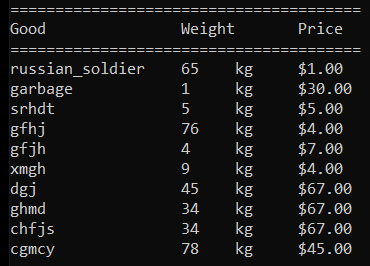 =======================================
Good Weight Price
=======================================
russian_soldier 65 kg $1.00
garbage 1 kg $30.00
srhdt 5 kg $5.00
gfhj 76 kg $4.00
gfjh 4 kg $7.00
xmgh 9 kg $4.00
dgj 45 kg $67.00
ghmd 34 kg $67.00
chfjs 34 kg $67.00
cgmcy 78 kg $45.00